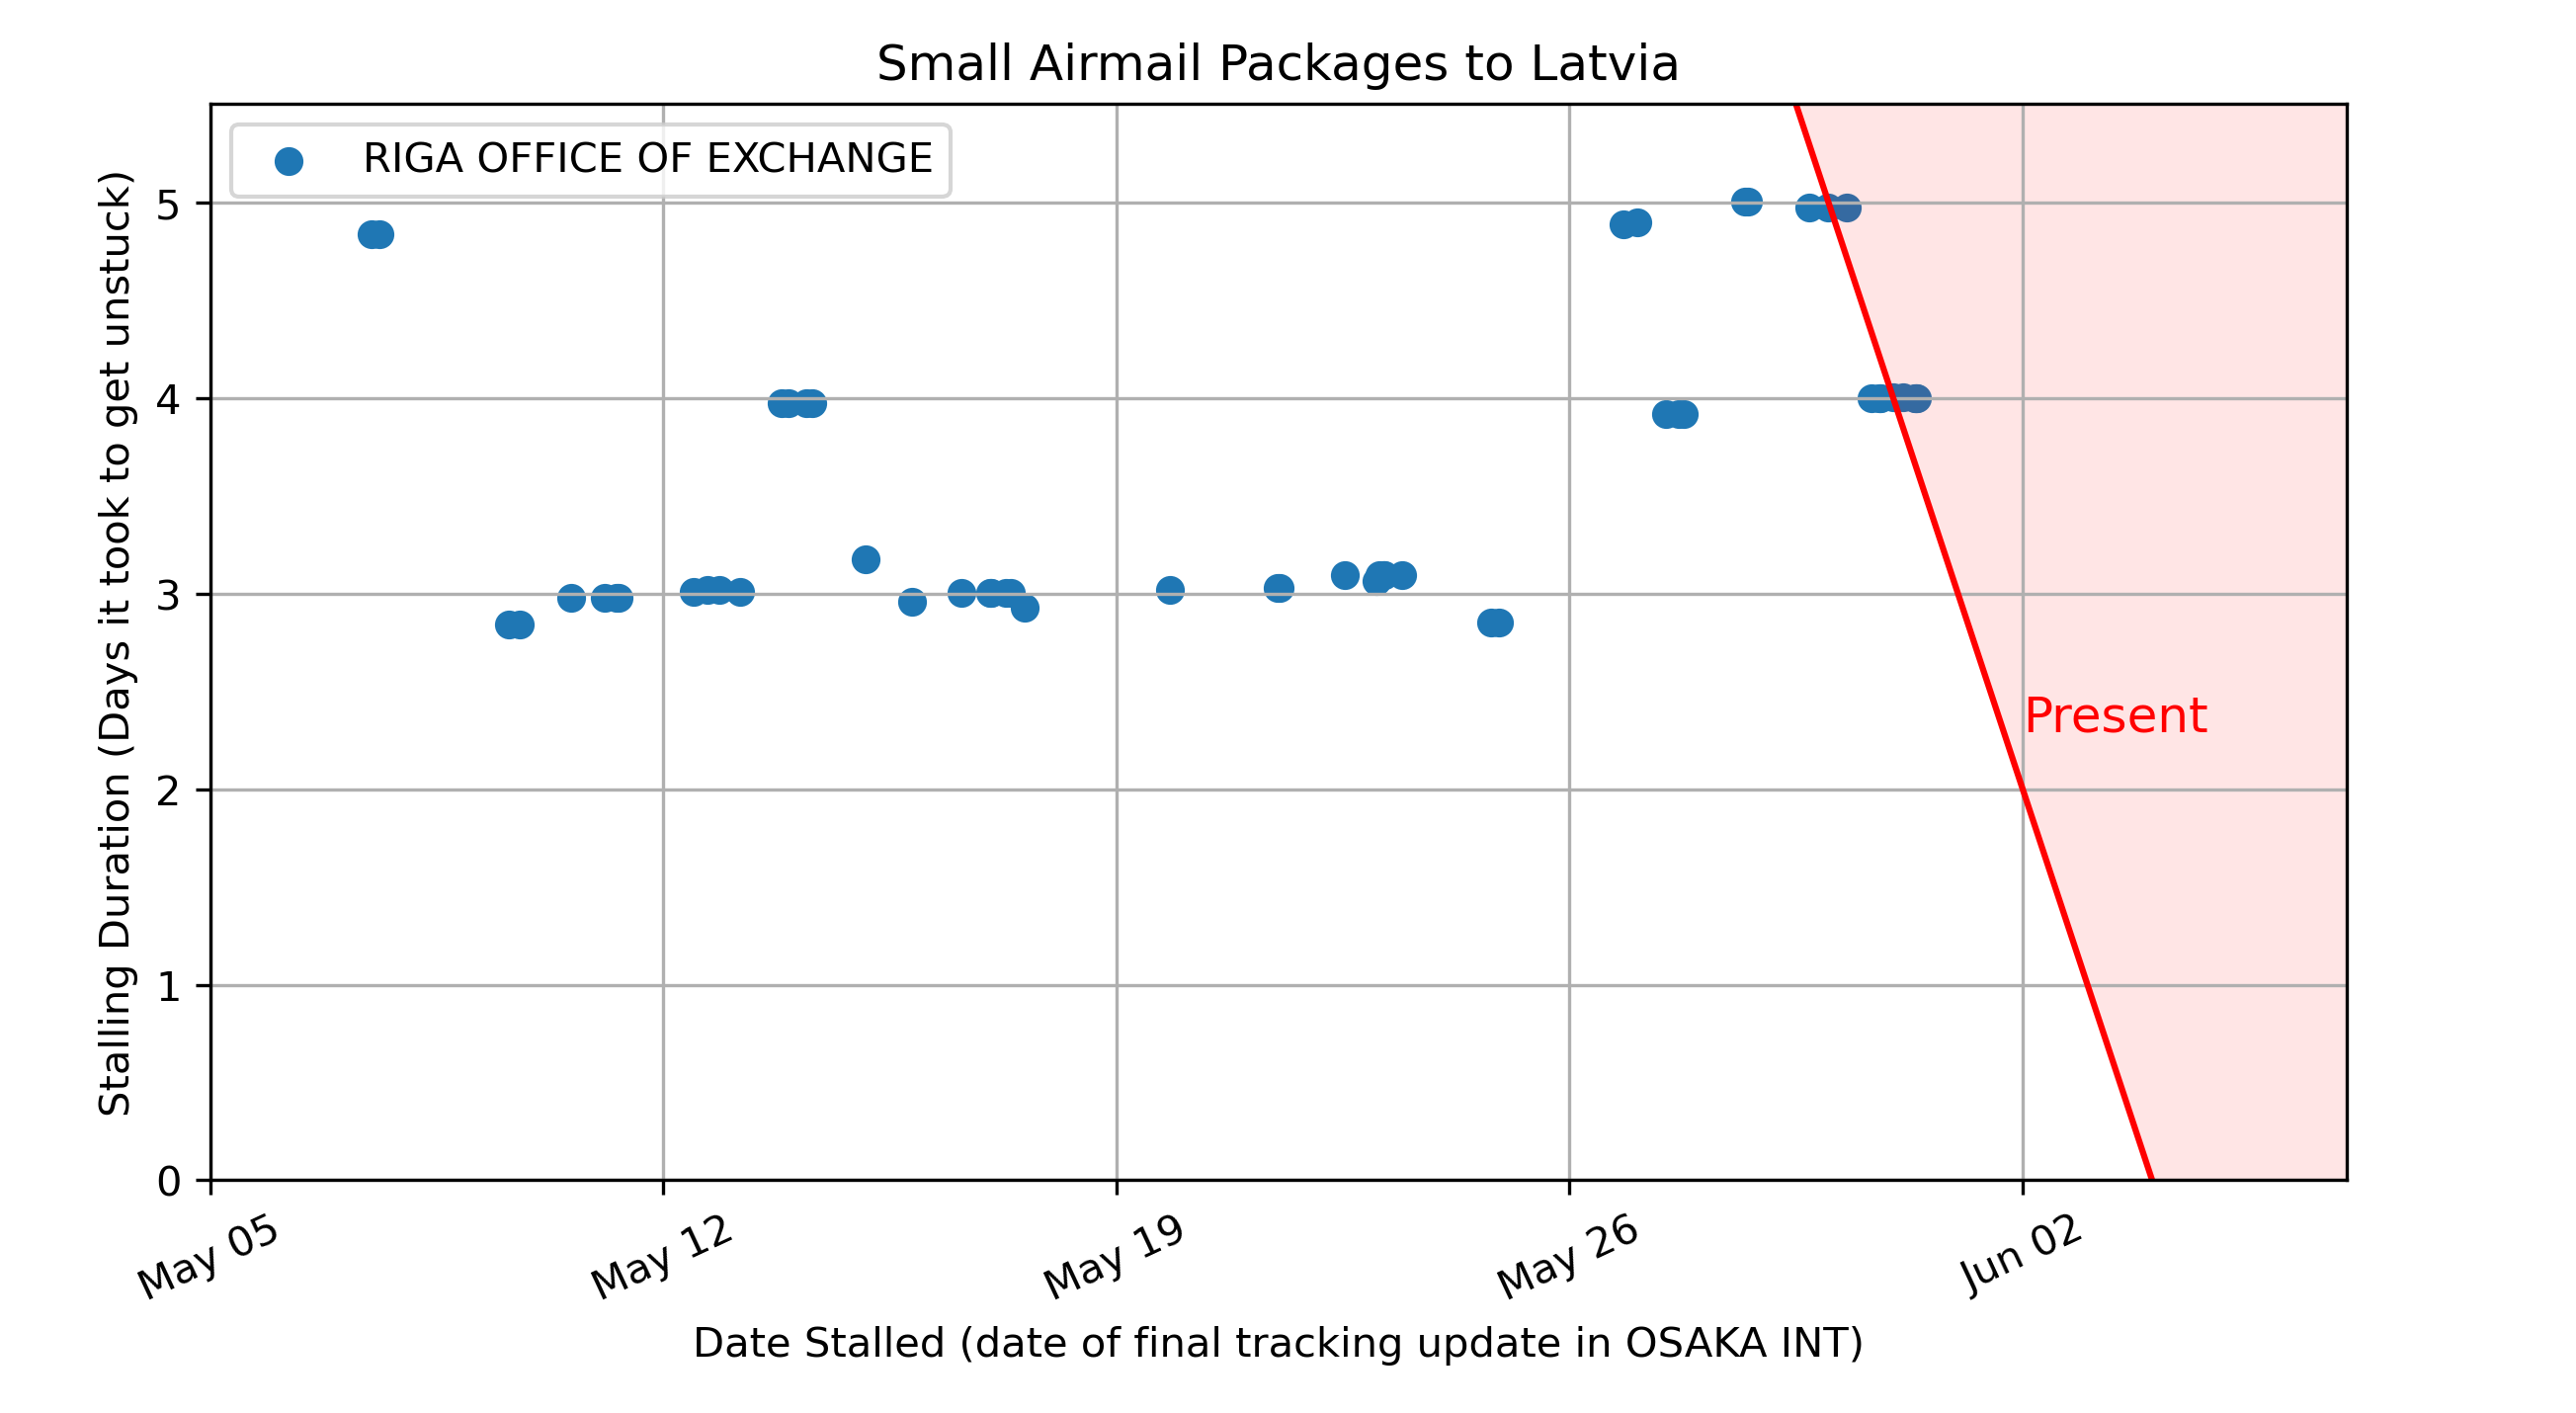 Small Airmail Packages to Latvia
RIGA OFFICE OF EXCHANGE
Stalling Duration (Days it took to get unstuck)
5
4
3
2
1
0
Present
May 05
May 12
May 19
May 26
Jun 02
Date Stalled (date of final tracking update in OSAKA INT)